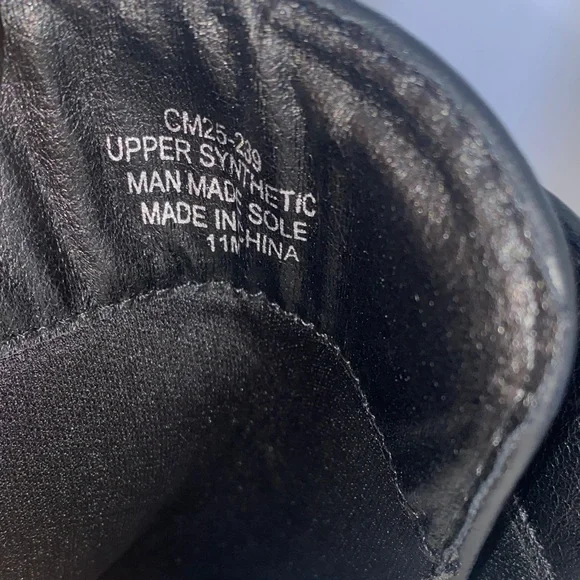 CM25-239
UPPER SYNTHETIC
MAN MADE SOLE
MADE IN CHINA
11M